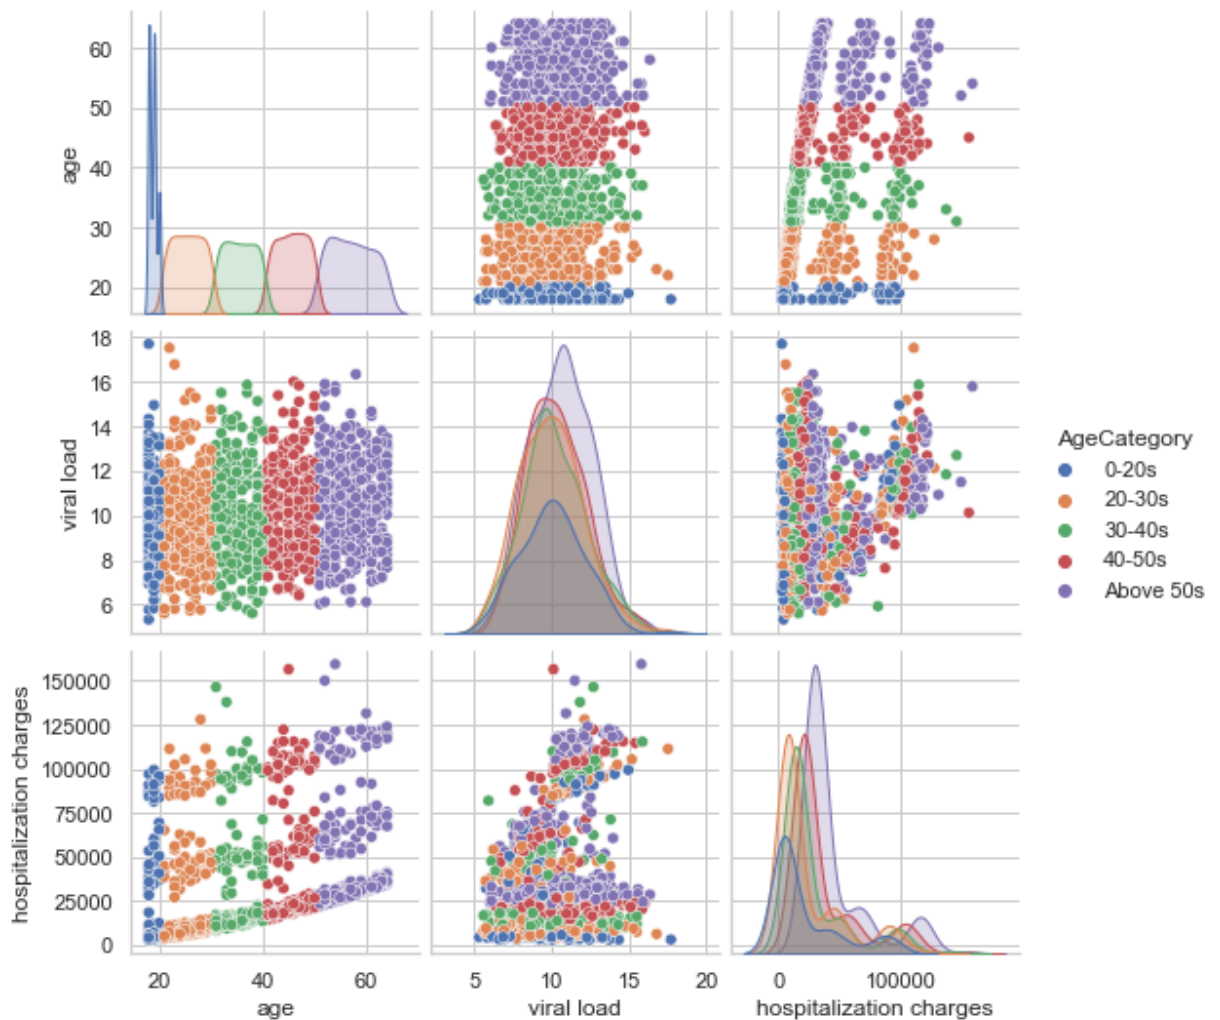 60
50
40
30
20
age
18
16
14
12
10
8
6
viral load
AgeCategory
0-20s
20-30s
30-40s
40-50s
Above 50s
150000
125000
100000
75000
50000
25000
0
hospitalization charges
20 40 60
5 10 15 20
0 100000
age
viral load
hospitalization charges